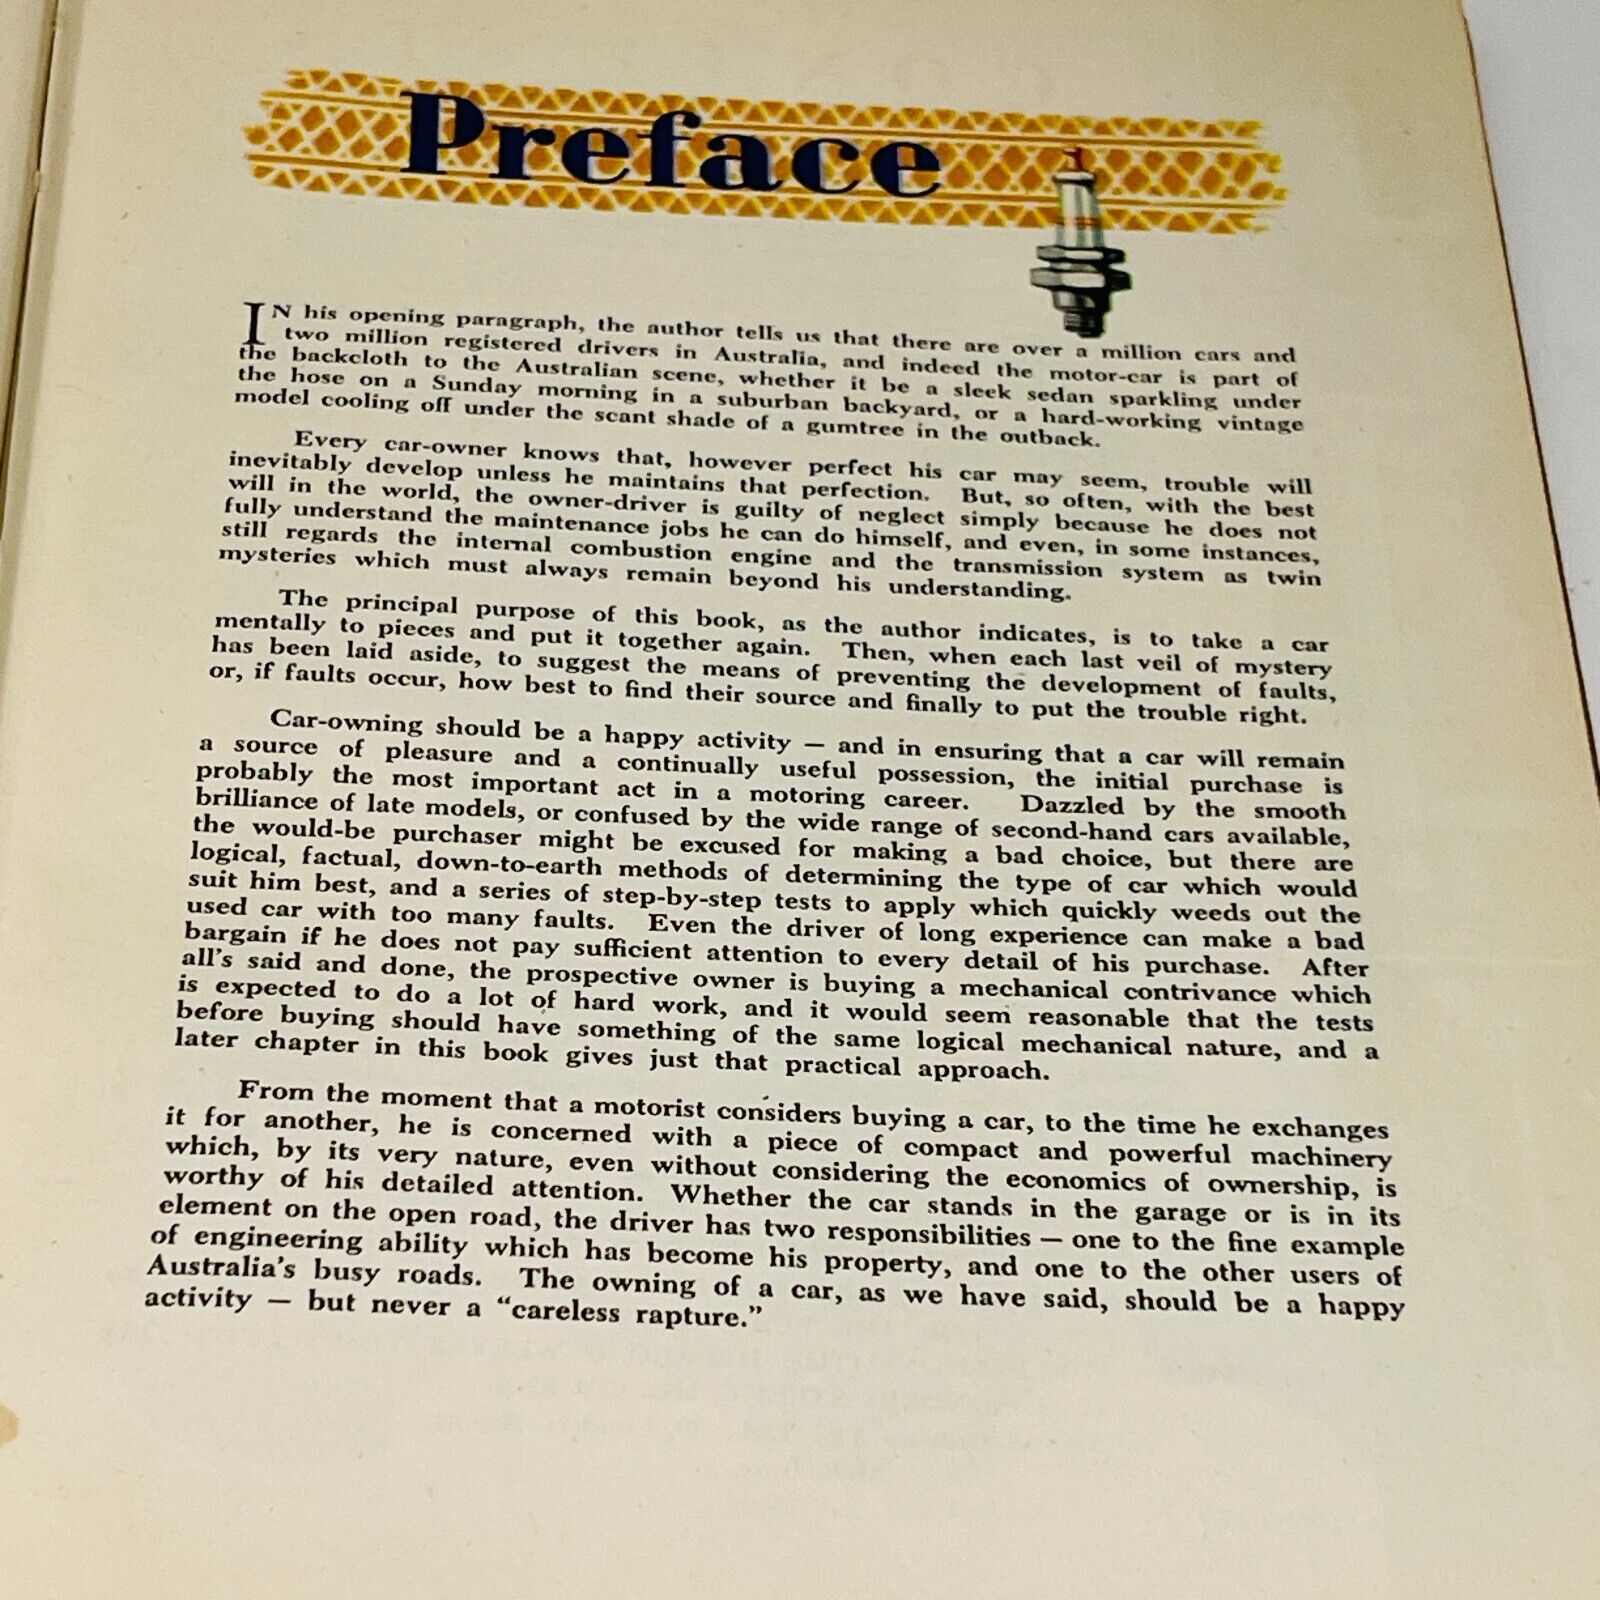 Preface
IN his opening paragraph, the author tells us that there are over a million cars and
two million registered drivers in Australia, and indeed the motor-car is part of
the backcloth to the Australian scene, whether it be a sleek sedan sparkling under
the hose on a Sunday morning in a suburban backyard, or a hard-working vintage
model cooling off under the scant shade of a gumtree in the outback.
Every car-owner knows that, however perfect his car may seem, trouble will
inevitably develop unless he maintains that perfection. But, so often, with the best
will in the world, the owner-driver is guilty of neglect simply because he does not
fully understand the maintenance jobs he can do himself, and even, in some instances,
still regards the internal combustion engine and the transmission system as twin
mysteries which must always remain beyond his understanding.
The principal purpose of this book, as the author indicates, is to take a car
mentally to pieces and put it together again. Then, when each last veil of mystery
has been laid aside, to suggest the means of preventing the development of faults,
or, if faults occur, how best to find their source and finally to put the trouble right.
Car-owning should be a happy activity — and in ensuring that a car will remain
a source of pleasure and a continually useful possession, the initial purchase is
probably the most important act in a motoring career. Dazzled by the smooth
brilliance of late models, or confused by the wide range of second-hand cars available,
the would-be purchaser might be excused for making a bad choice, but there are
logical, factual, down-to-earth methods of determining the type of car which would
suit him best, and a series of step-by-step tests to apply which quickly weeds out the
used car with too many faults. Even the driver of long experience can make a bad
bargain if he does not pay sufficient attention to every detail of his purchase. After
all's said and done, the prospective owner is buying a mechanical contrivance which
is expected to do a lot of hard work, and it would seem reasonable that the tests
before buying should have something of the same logical mechanical nature, and a
later chapter in this book gives just that practical approach.
From the moment that a motorist considers buying a car, to the time he exchanges
it for another, he is concerned with a piece of compact and powerful machinery
which, by its very nature, even without considering the economics of ownership, is
worthy of his detailed attention. Whether the car stands in the garage or is in its
element on the open road, the driver has two responsibilities — one to the fine example
of engineering ability which has become his property, and one to the other users of
Australia's busy roads. The owning of a car, as we have said, should be a happy
activity — but never a “careless rapture.”